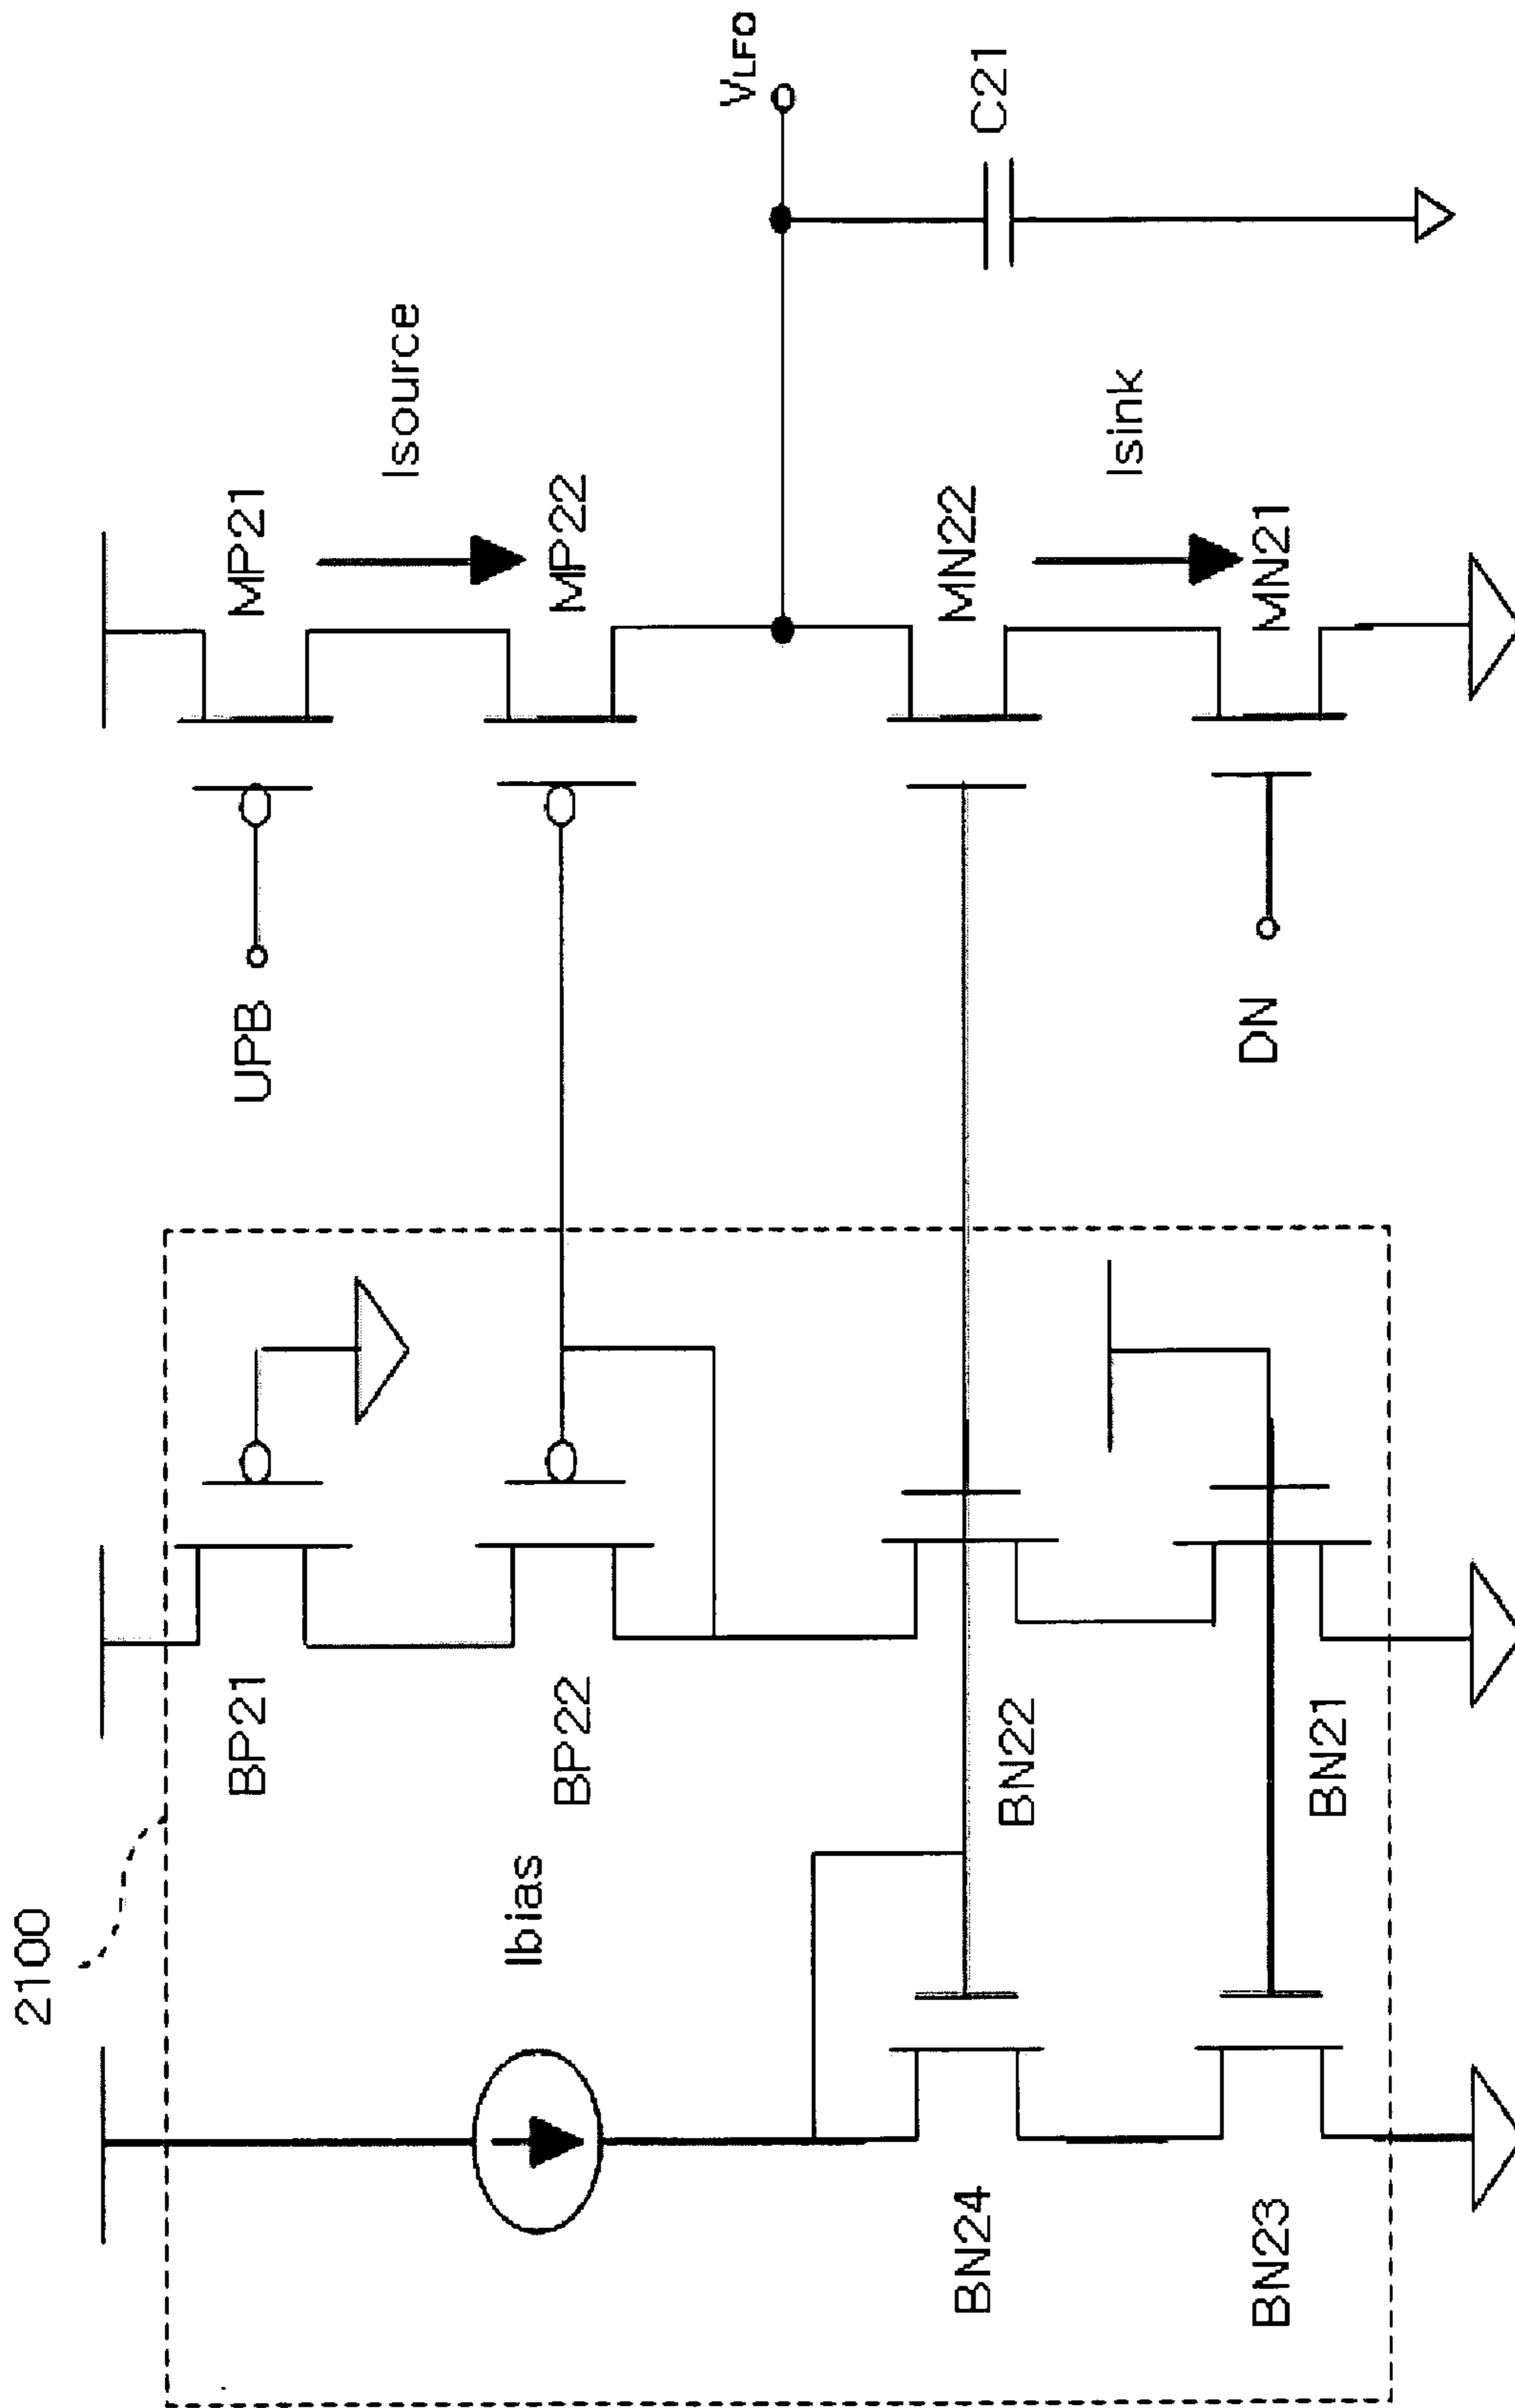 2100
Ibias
BP21
BP22
BN24
BN22
BN23
BN21
UPB
MP21
Isource
MP22
VLFO
C21
MN22
Isink
MN21
DN